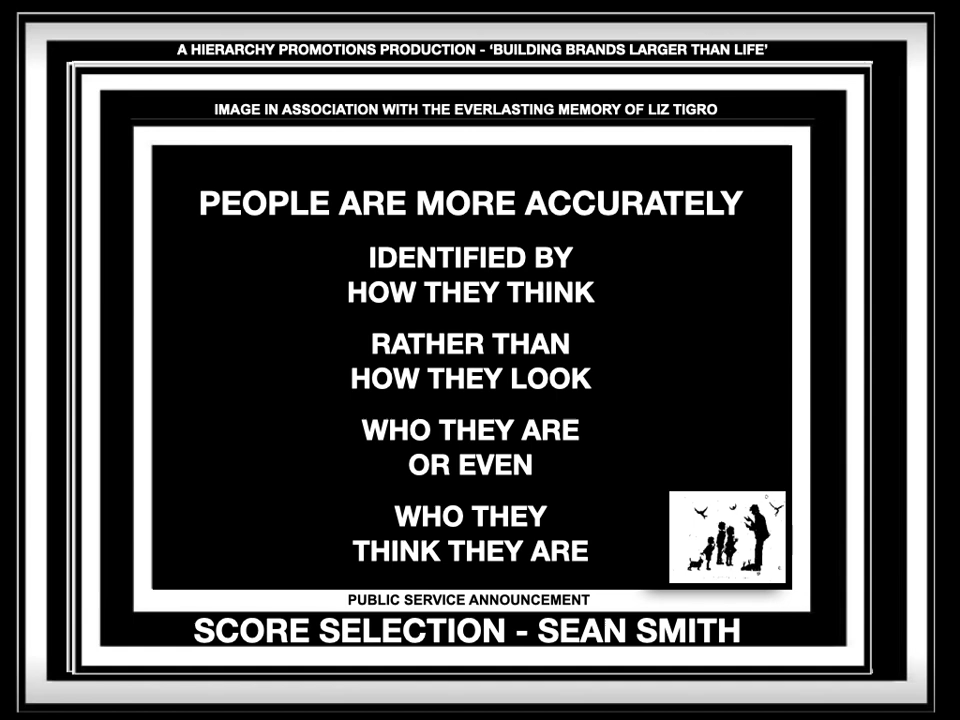 A HIERARCHY PROMOTIONS PRODUCTION - ‘BUILDING BRANDS LARGER THAN LIFE’
IMAGE IN ASSOCIATION WITH THE EVERLASTING MEMORY OF LIZ TIGRO
PEOPLE ARE MORE ACCURATELY
IDENTIFIED BY
HOW THEY THINK
RATHER THAN
HOW THEY LOOK
WHO THEY ARE
OR EVEN
WHO THEY
THINK THEY ARE
PUBLIC SERVICE ANNOUNCEMENT
SCORE SELECTION - SEAN SMITH